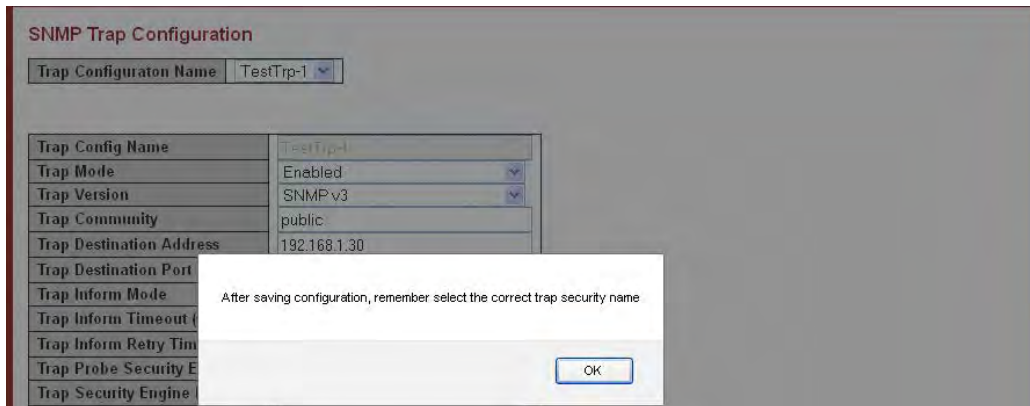 SNMP Trap Configuration
Trap Configuraton Name TestTrp-1
Trap Config Name TestTrp-1
Trap Mode Enabled
Trap Version SNMP v3
Trap Community public
Trap Destination Address 192.168.1.30
Trap Destination Port
Trap Inform Mode
Trap Inform Timeout (
Trap Inform Retry Tim
Trap Probe Security E
Trap Security Engine
After saving configuration, remember select the correct trap security name
OK